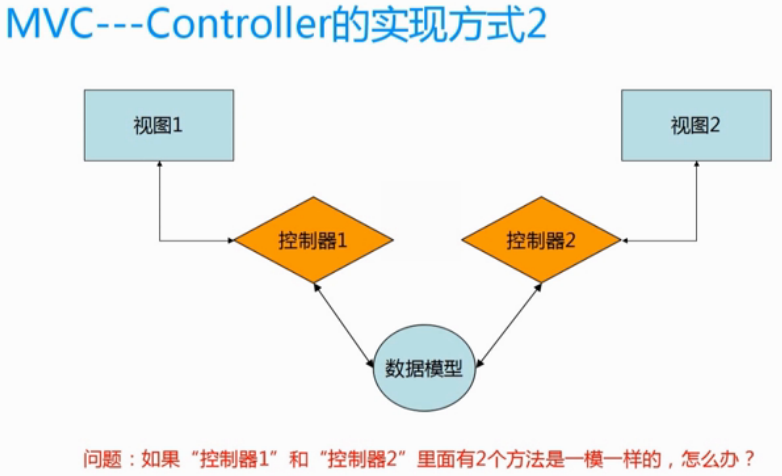 MVC---Controller的实现方式2
视图1
视图2
控制器1
控制器2
数据模型
问题：如果“控制器1”和“控制器2”里面有2个方法是一模一样的，怎么办？